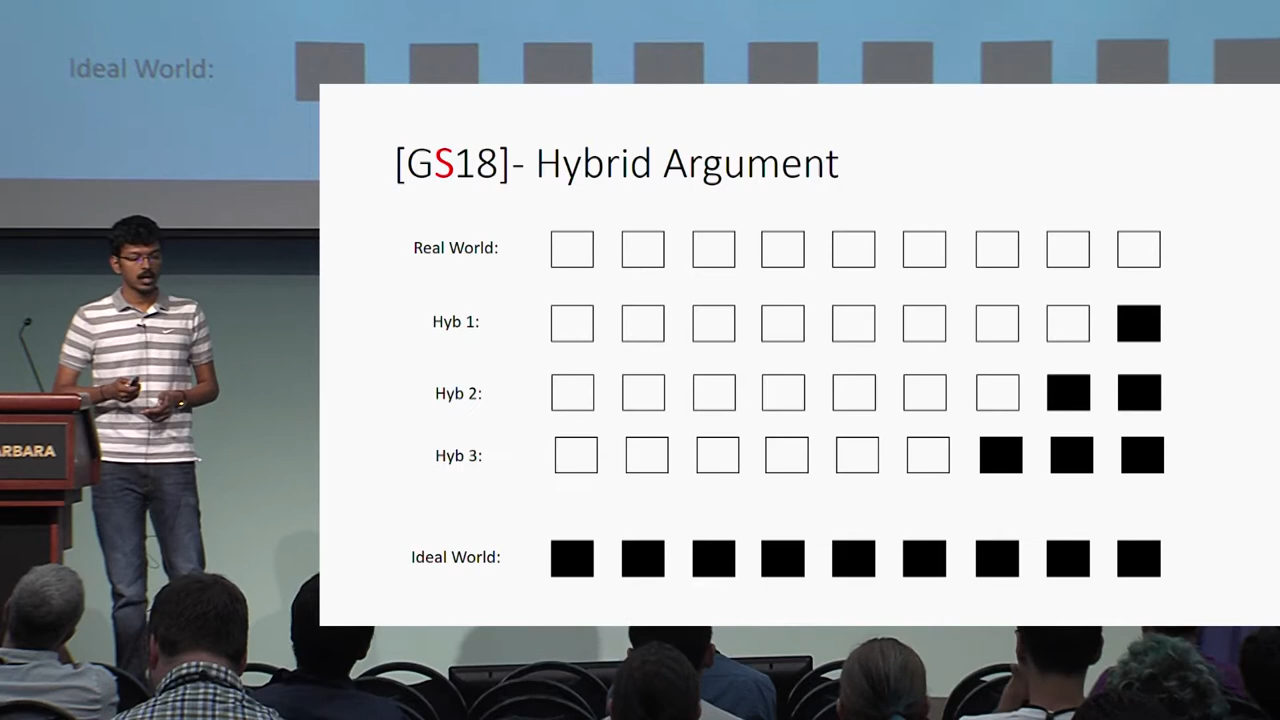 Ideal World:
[GS18]- Hybrid Argument
Real World:
Hyb 1:
Hyb 2:
Hyb 3:
Ideal World:
ARBARA